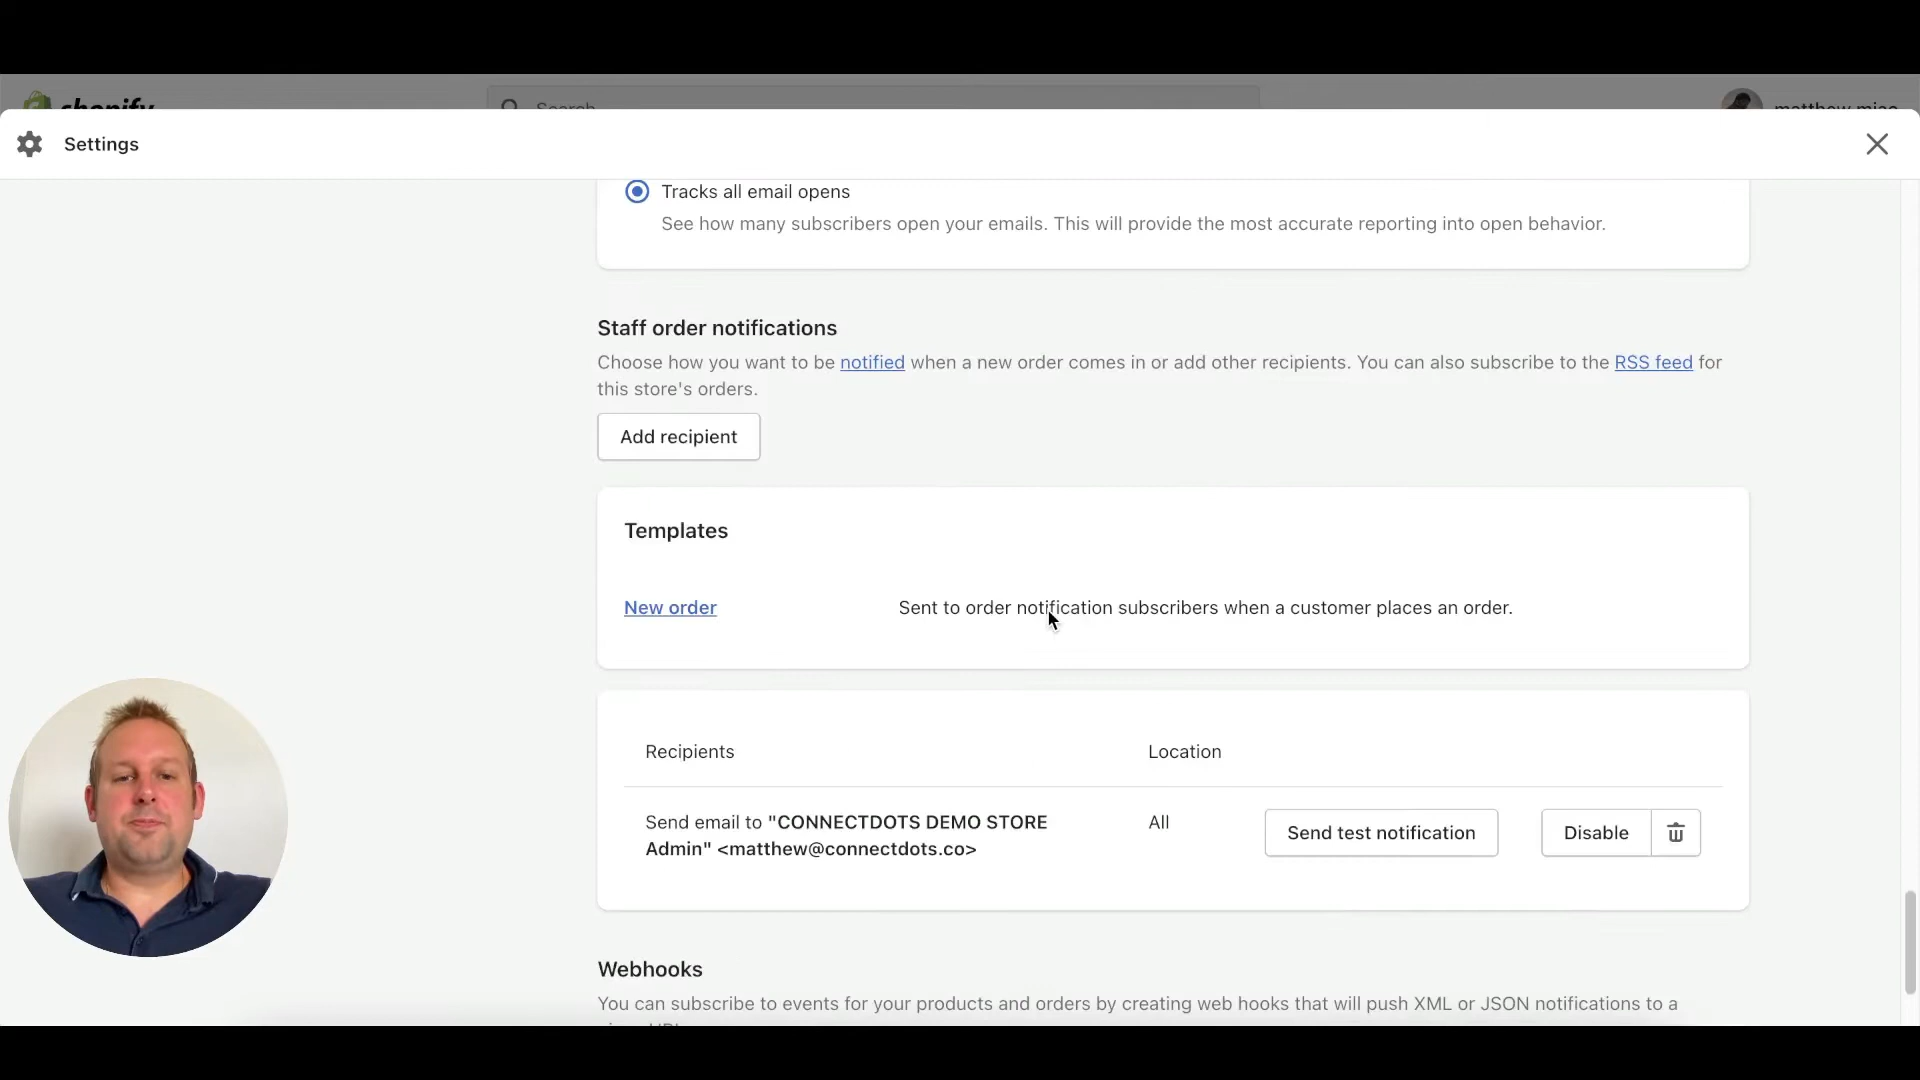 shopify
Search
matthew miao
Settings
Tracks all email opens
See how many subscribers open your emails. This will provide the most accurate reporting into open behavior.
Staff order notifications
Choose how you want to be notified when a new order comes in or add other recipients. You can also subscribe to the RSS feed for
this store's orders.
Add recipient
Templates
New order
Sent to order notification subscribers when a customer places an order.
Recipients
Location
Send email to "CONNECTDOTS DEMO STORE
Admin" <matthew@connectdots.co>
All
Send test notification
Disable
Webhooks
You can subscribe to events for your products and orders by creating web hooks that will push XML or JSON notifications to a